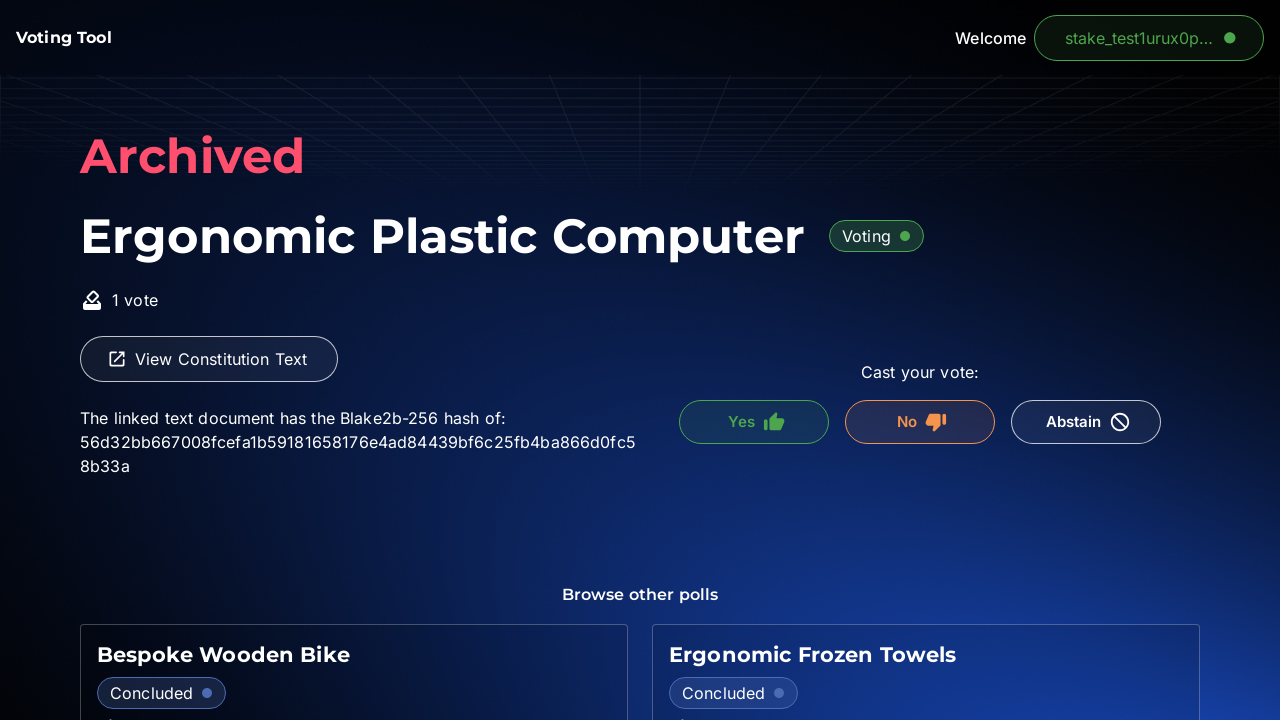 Voting Tool
Welcome
stake_test1urux0p...
Archived
Ergonomic Plastic Computer
Voting
1 vote
View Constitution Text
The linked text document has the Blake2b-256 hash of:
56d32bb667008fcefa1b59181658176e4ad84439bf6c25fb4ba866d0fc5
8b33a
Cast your vote:
Yes
No
Abstain
Browse other polls
Bespoke Wooden Bike
Concluded
Ergonomic Frozen Towels
Concluded